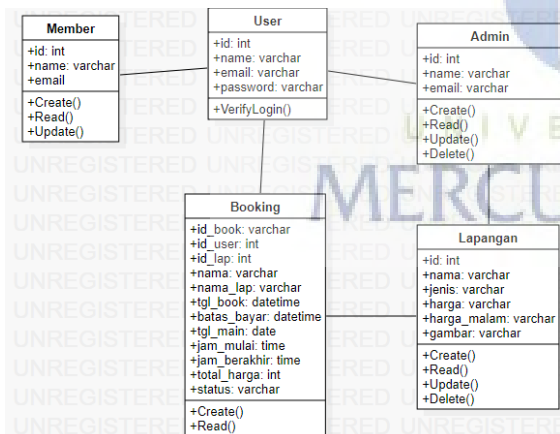 Member
+id: int
+name: varchar
+email
+Create()
+Read()
+Update()
User
+id: int
+name: varchar
+email: varchar
+password: varchar
+VerifyLogin()
Admin
+id: int
+name: varchar
+email: varchar
+Create()
+Read()
+Update()
+Delete()
Booking
+id_book: varchar
+id_user: int
+id_lap: int
+nama: varchar
+nama_lap: varchar
+tgl_book: datetime
+batas_bayar: datetime
+tgl_main: date
+jam_mulai: time
+jam_berakhir: time
+total_harga: int
+status: varchar
+Create()
+Read()
Lapangan
+id: int
+nama: varchar
+jenis: varchar
+harga: varchar
+harga_malam: varchar
+gambar: varchar
+Create()
+Read()
+Update()
+Delete()
UNIVE
MERCU
UNREGISTERED